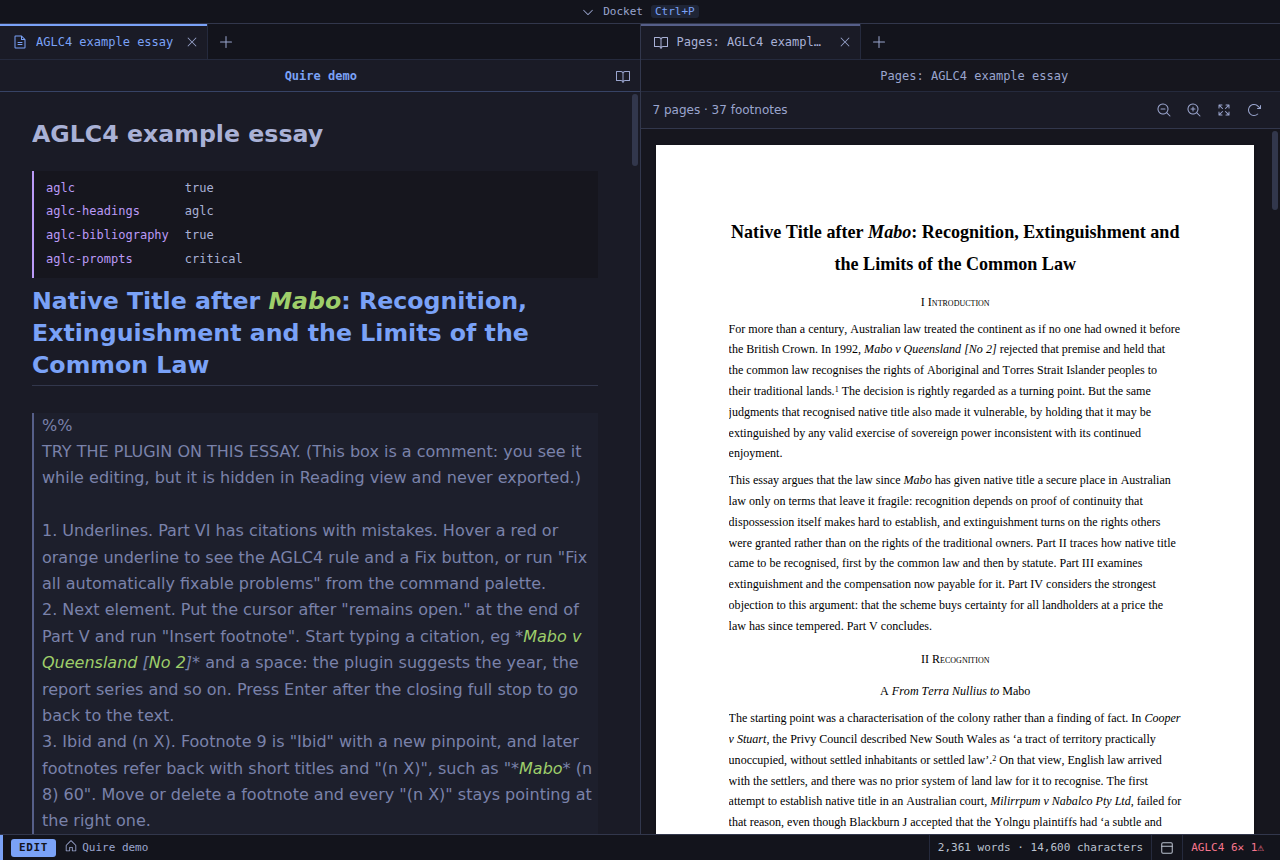 Docket Ctrl+P
AGLC4 example essay
Pages: AGLC4 exampl…
Quire demo
Pages: AGLC4 example essay
7 pages · 37 footnotes
AGLC4 example essay
aglc true
aglc-headings aglc
aglc-bibliography true
aglc-prompts critical
Native Title after Mabo: Recognition,
Extinguishment and the Limits of the
Common Law
%%
TRY THE PLUGIN ON THIS ESSAY. (This box is a comment: you see it
while editing, but it is hidden in Reading view and never exported.)
1. Underlines. Part VI has citations with mistakes. Hover a red or
orange underline to see the AGLC4 rule and a Fix button, or run "Fix
all automatically fixable problems" from the command palette.
2. Next element. Put the cursor after "remains open." at the end of
Part V and run "Insert footnote". Start typing a citation, eg *Mabo v
Queensland [No 2]* and a space: the plugin suggests the year, the
report series and so on. Press Enter after the closing full stop to go
back to the text.
3. Ibid and (n X). Footnote 9 is "Ibid" with a new pinpoint, and later
footnotes refer back with short titles and "(n X)", such as "*Mabo* (n
8) 60". Move or delete a footnote and every "(n X)" stays pointing at
the right one.
Native Title after Mabo: Recognition, Extinguishment and
the Limits of the Common Law
I Introduction
For more than a century, Australian law treated the continent as if no one had owned it before
the British Crown. In 1992, Mabo v Queensland [No 2] rejected that premise and held that
the common law recognises the rights of Aboriginal and Torres Strait Islander peoples to
their traditional lands.1 The decision is rightly regarded as a turning point. But the same
judgments that recognised native title also made it vulnerable, by holding that it may be
extinguished by any valid exercise of sovereign power inconsistent with its continued
enjoyment.
This essay argues that the law since Mabo has given native title a secure place in Australian
law only on terms that leave it fragile: recognition depends on proof of continuity that
dispossession itself makes hard to establish, and extinguishment turns on the rights others
were granted rather than on the rights of the traditional owners. Part II traces how native title
came to be recognised, first by the common law and then by statute. Part III examines
extinguishment and the compensation now payable for it. Part IV considers the strongest
objection to this argument: that the scheme buys certainty for all landholders at a price the
law has since tempered. Part V concludes.
II Recognition
A From Terra Nullius to Mabo
The starting point was a characterisation of the colony rather than a finding of fact. In Cooper
v Stuart, the Privy Council described New South Wales as ‘a tract of territory practically
unoccupied, without settled inhabitants or settled law’.2 On that view, English law arrived
with the settlers, and there was no prior system of land law for it to recognise. The first
attempt to establish native title in an Australian court, Milirrpum v Nabalco Pty Ltd, failed for
that reason, even though Blackburn J accepted that the Yolngu plaintiffs had ‘a subtle and
EDIT Quire demo
2,361 words · 14,600 characters
AGLC4 6× 1⚠